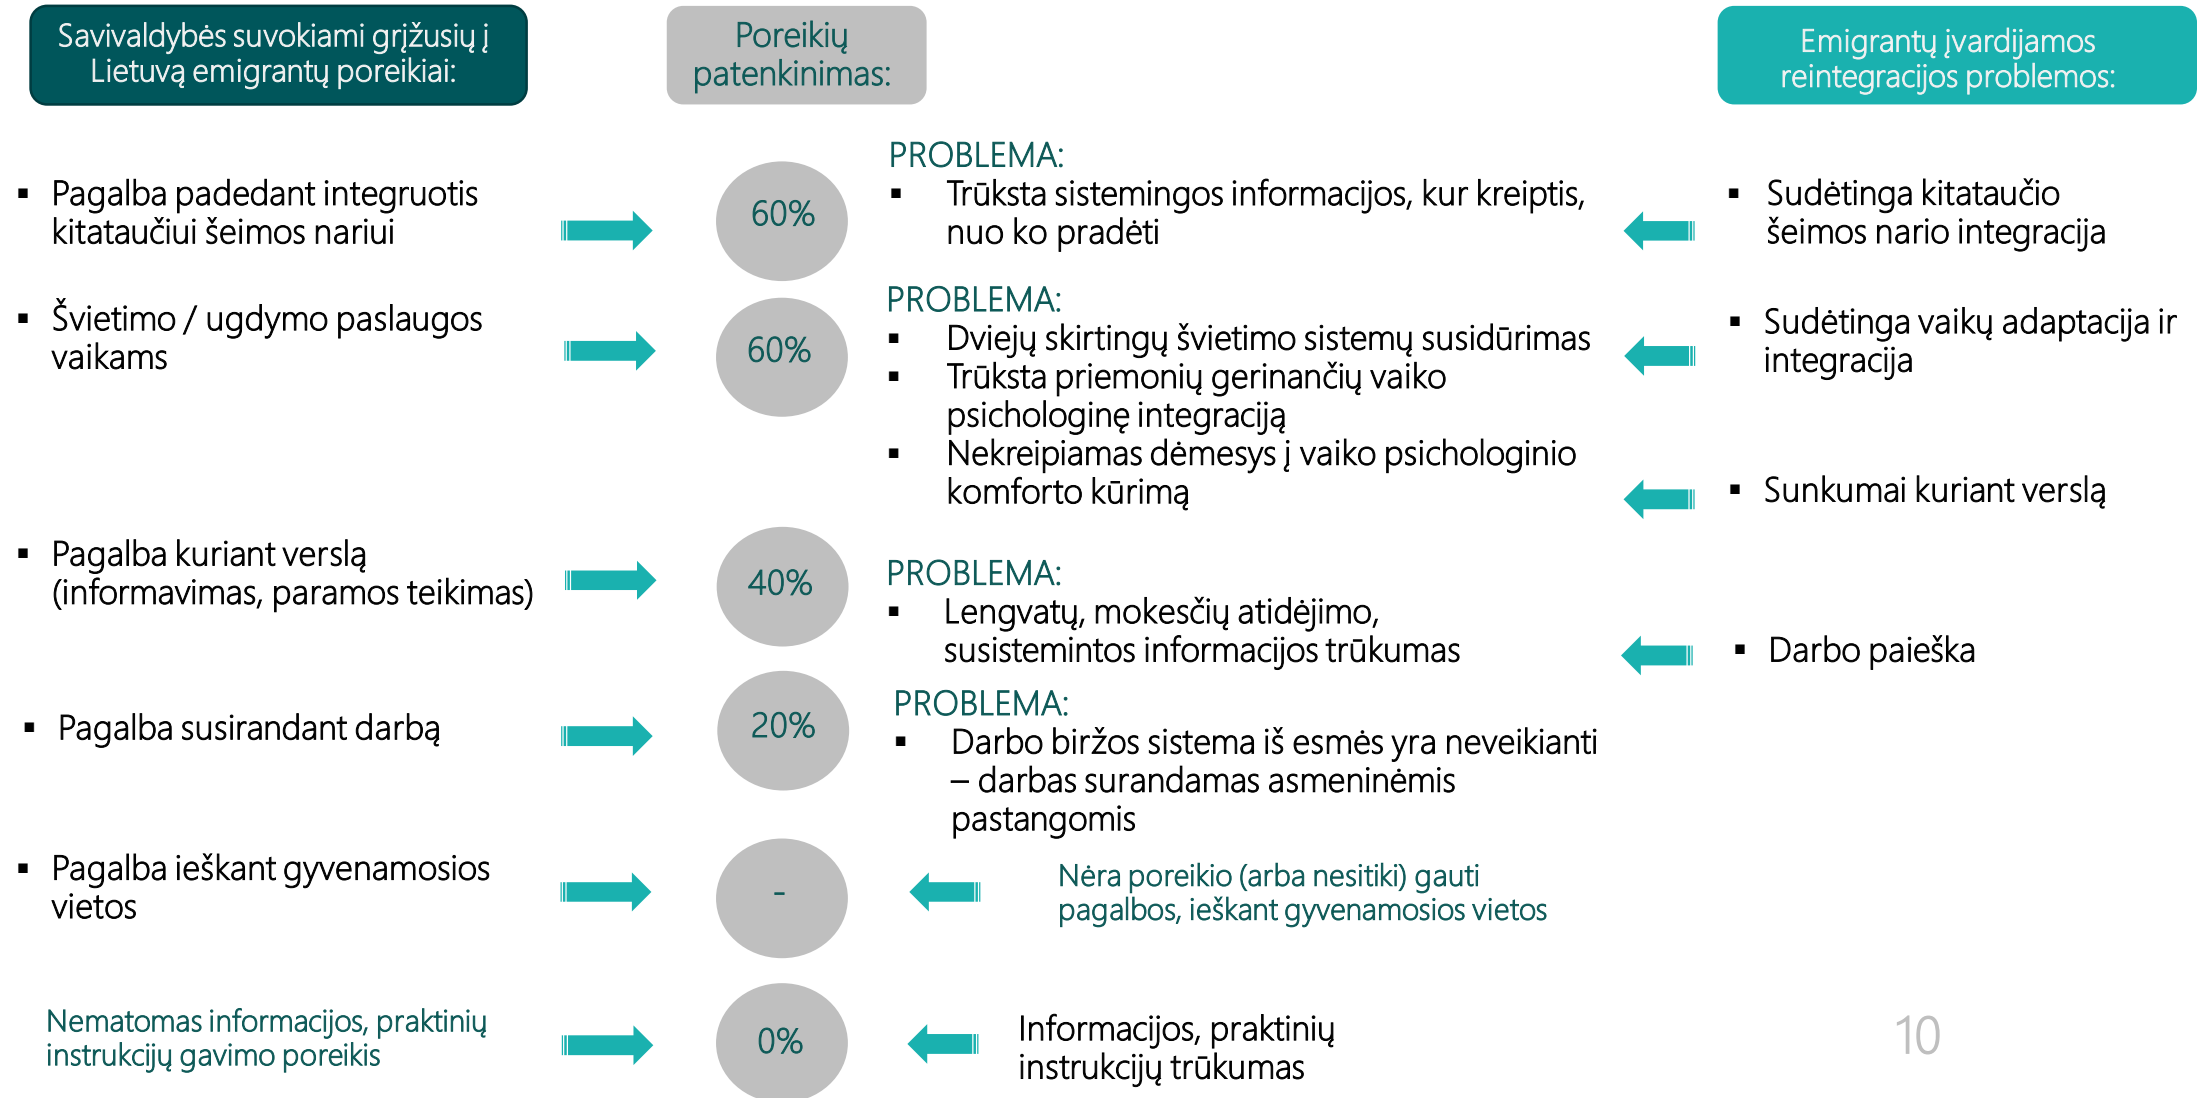 Savivaldybės suvokiami grįžusių į
Lietuvą emigrantų poreikiai:
Poreikių
patenkinimas:
Emigrantų įvardijamos
reintegracijos problemos:
▪ Pagalba padedant integruotis
kitataučiui šeimos nariui
60%
PROBLEMA:
▪ Trūksta sistemingos informacijos, kur kreiptis,
nuo ko pradėti
▪ Sudėtinga kitataučio
šeimos nario integracija
▪ Švietimo / ugdymo paslaugos
vaikams
60%
PROBLEMA:
▪ Dviejų skirtingų švietimo sistemų susidūrimas
▪ Trūksta priemonių gerinančių vaiko
psichologinę integraciją
▪ Nekreipiamas dėmesys į vaiko psichologinio
komforto kūrimą
▪ Sudėtinga vaikų adaptacija ir
integracija
▪ Sunkumai kuriant verslą
▪ Pagalba kuriant verslą
(informavimas, paramos teikimas)
40%
PROBLEMA:
▪ Lengvatų, mokesčių atidėjimo,
susistemintos informacijos trūkumas
▪ Darbo paieška
▪ Pagalba susirandant darbą
20%
PROBLEMA:
▪ Darbo biržos sistema iš esmės yra neveikianti
– darbas surandamas asmeninėmis
pastangomis
▪ Pagalba ieškant gyvenamosios
vietos
-
Nėra poreikio (arba nesitiki) gauti
pagalbos, ieškant gyvenamosios vietos
Nematomas informacijos, praktinių
instrukcijų gavimo poreikis
0%
Informacijos, praktinių
instrukcijų trūkumas
10